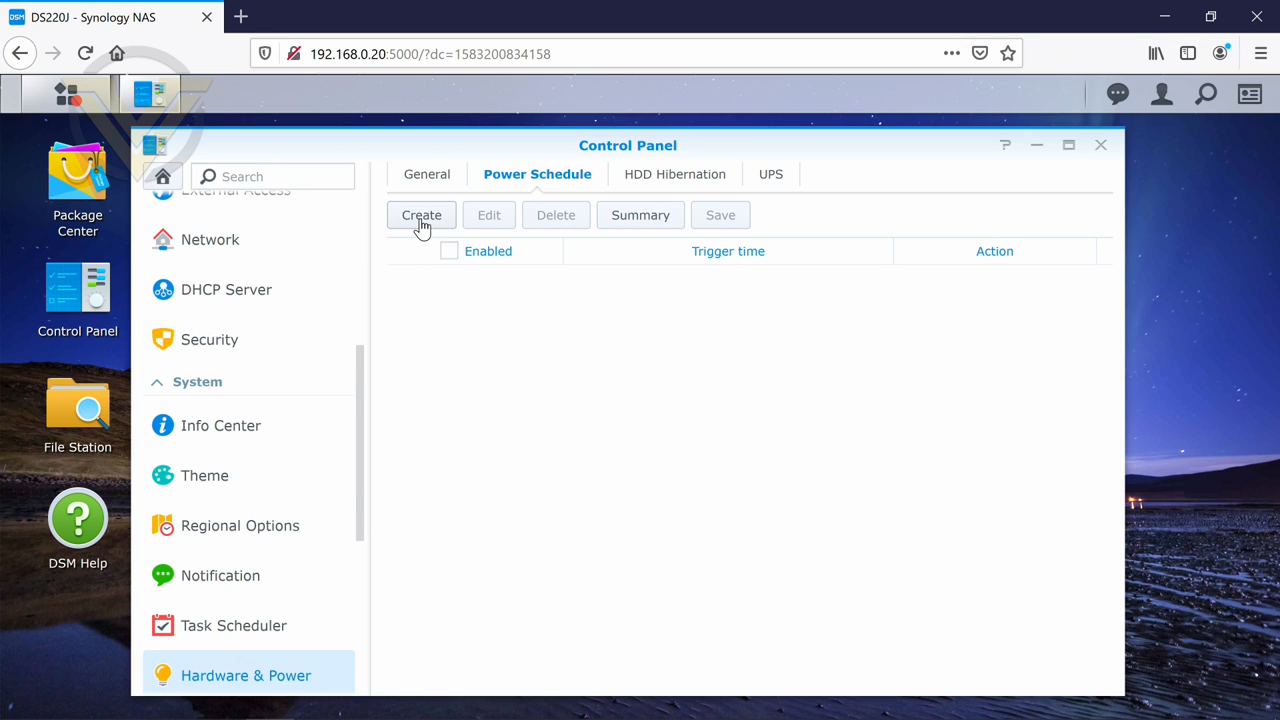 DS220J - Synology NAS
192.168.0.20:5000/?dc=1583200834158
Control Panel
Search
General
Power Schedule
HDD Hibernation
UPS
Create
Edit
Delete
Summary
Save
Enabled
Trigger time
Action
External Access
Network
DHCP Server
Security
System
Info Center
Theme
Regional Options
Notification
Task Scheduler
Hardware & Power
Package
Center
Control Panel
File Station
DSM Help